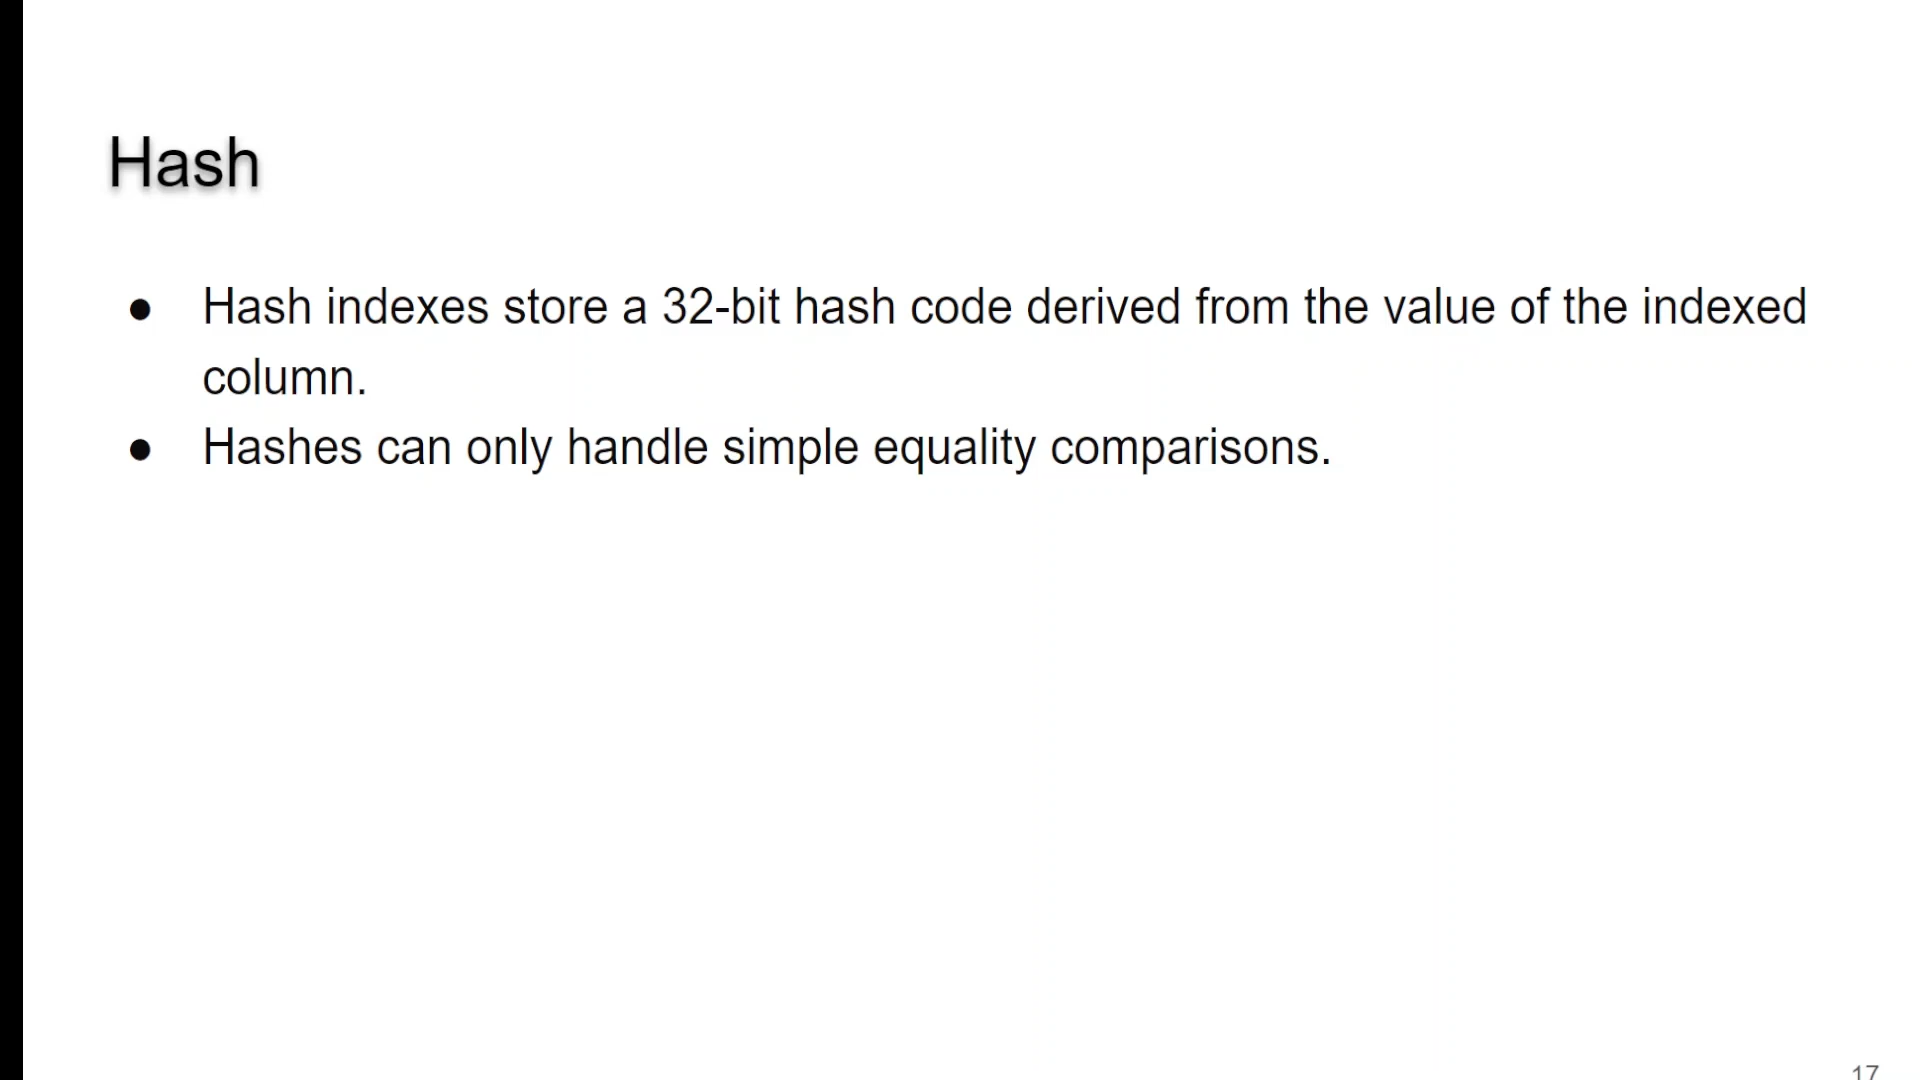 Hash
● Hash indexes store a 32-bit hash code derived from the value of the indexed
column.
● Hashes can only handle simple equality comparisons.
17